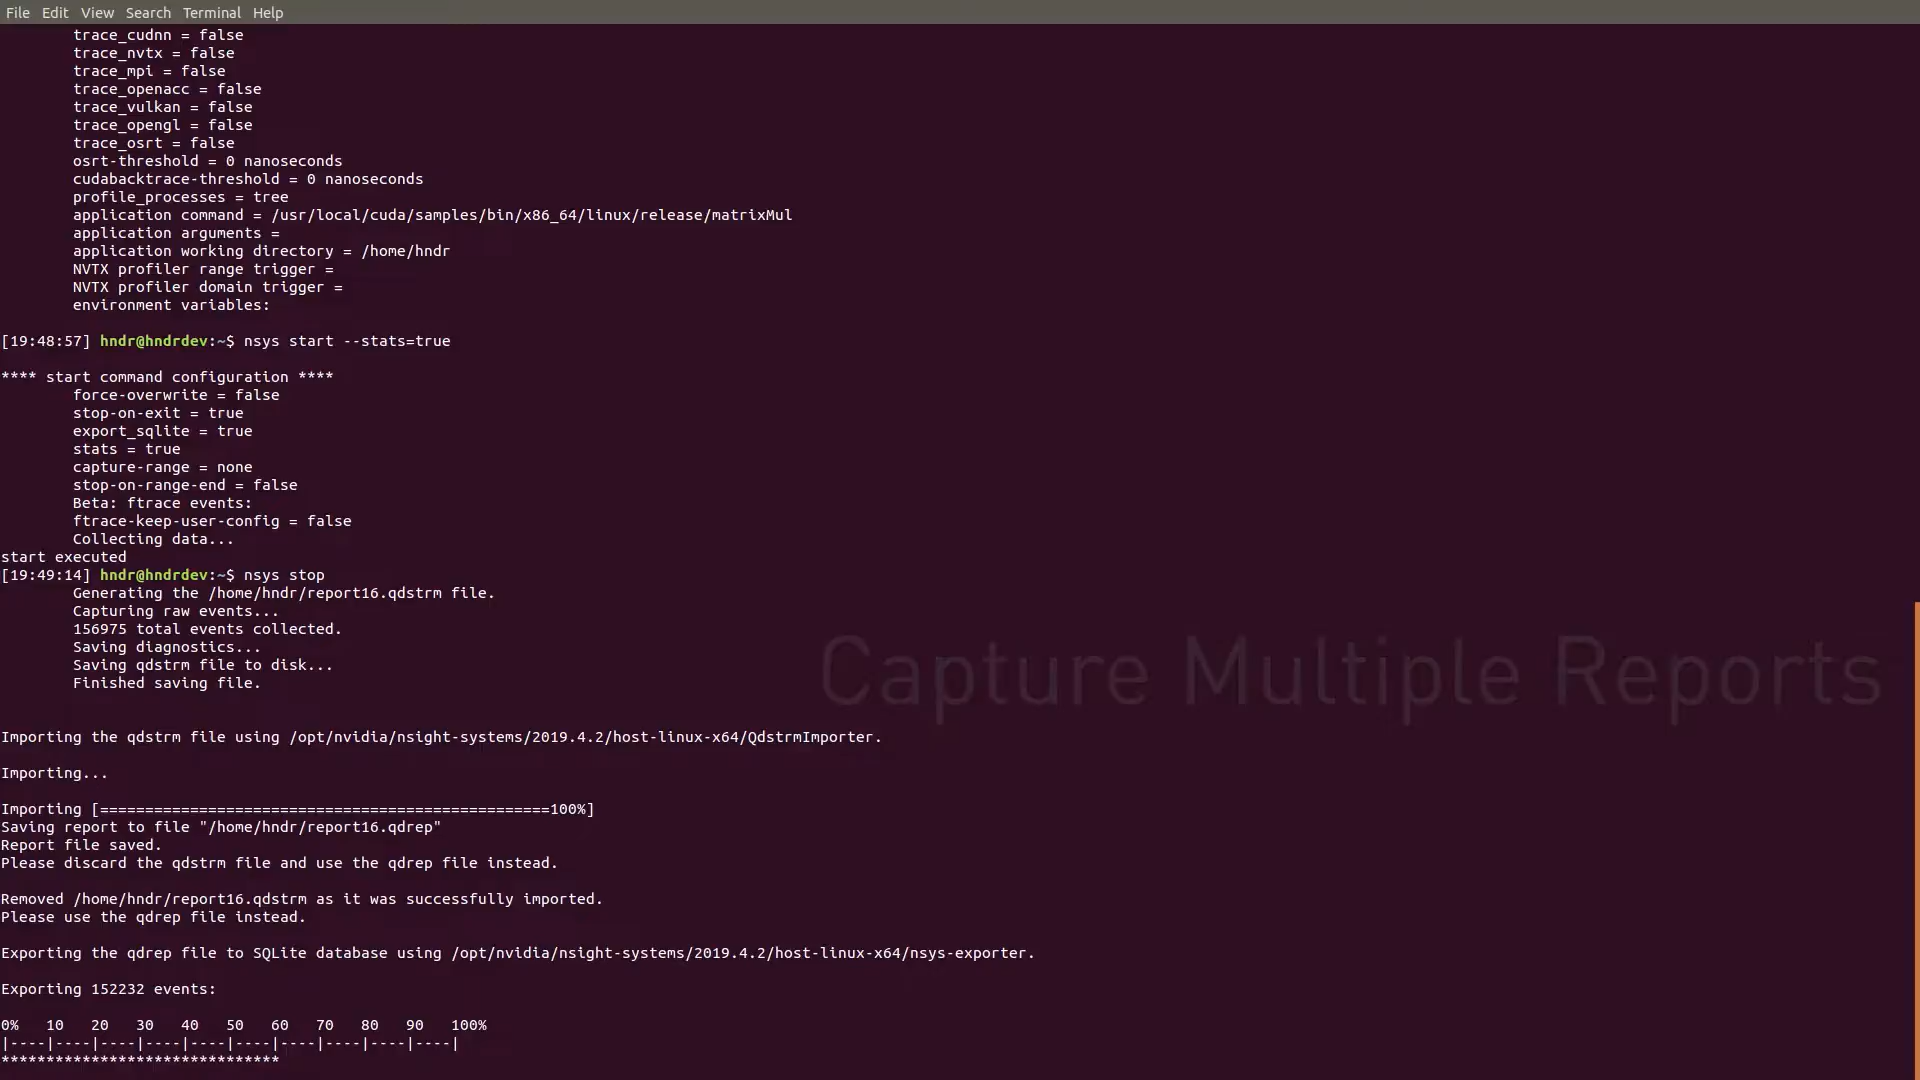 File Edit View Search Terminal Help
trace_cudnn = false
trace_nvtx = false
trace_mpi = false
trace_openacc = false
trace_vulkan = false
trace_opengl = false
trace_osrt = false
osrt-threshold = 0 nanoseconds
cudabacktrace-threshold = 0 nanoseconds
profile_processes = tree
application command = /usr/local/cuda/samples/bin/x86_64/linux/release/matrixMul
application arguments =
application working directory = /home/hndr
NVTX profiler range trigger =
NVTX profiler domain trigger =
environment variables:
[19:48:57] hndr@hndrdev:~$ nsys start --stats=true
**** start command configuration ****
force-overwrite = false
stop-on-exit = true
export_sqlite = true
stats = true
capture-range = none
stop-on-range-end = false
Beta: ftrace events:
ftrace-keep-user-config = false
Collecting data...
start executed
[19:49:14] hndr@hndrdev:~$ nsys stop
Generating the /home/hndr/report16.qdstrm file.
Capturing raw events...
156975 total events collected.
Saving diagnostics...
Saving qdstrm file to disk...
Finished saving file.
Capture Multiple Reports
Importing the qdstrm file using /opt/nvidia/nsight-systems/2019.4.2/host-linux-x64/QdstrmImporter.
Importing...
Importing [==================================================100%]
Saving report to file "/home/hndr/report16.qdrep"
Report file saved.
Please discard the qdstrm file and use the qdrep file instead.
Removed /home/hndr/report16.qdstrm as it was successfully imported.
Please use the qdrep file instead.
Exporting the qdrep file to SQLite database using /opt/nvidia/nsight-systems/2019.4.2/host-linux-x64/nsys-exporter.
Exporting 152232 events:
0%   10   20   30   40   50   60   70   80   90   100%
|----|----|----|----|----|----|----|----|----|----|
*******************************